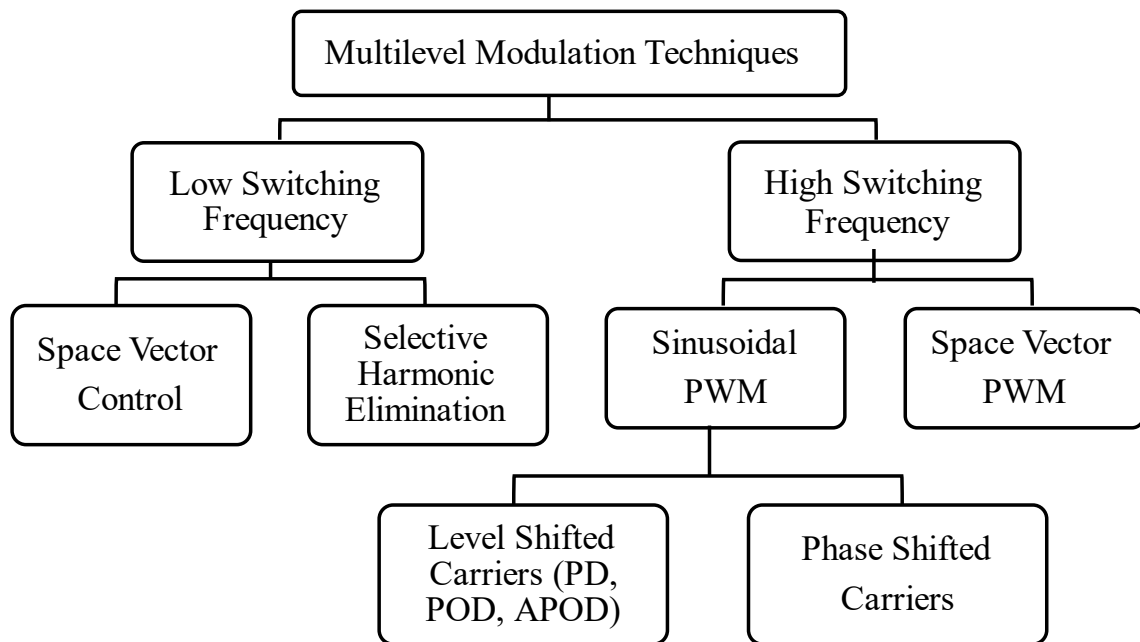 Multilevel Modulation Techniques
Low Switching
Frequency
High Switching
Frequency
Space Vector
Control
Selective
Harmonic
Elimination
Sinusoidal
PWM
Space Vector
PWM
Level Shifted
Carriers (PD,
POD, APOD)
Phase Shifted
Carriers